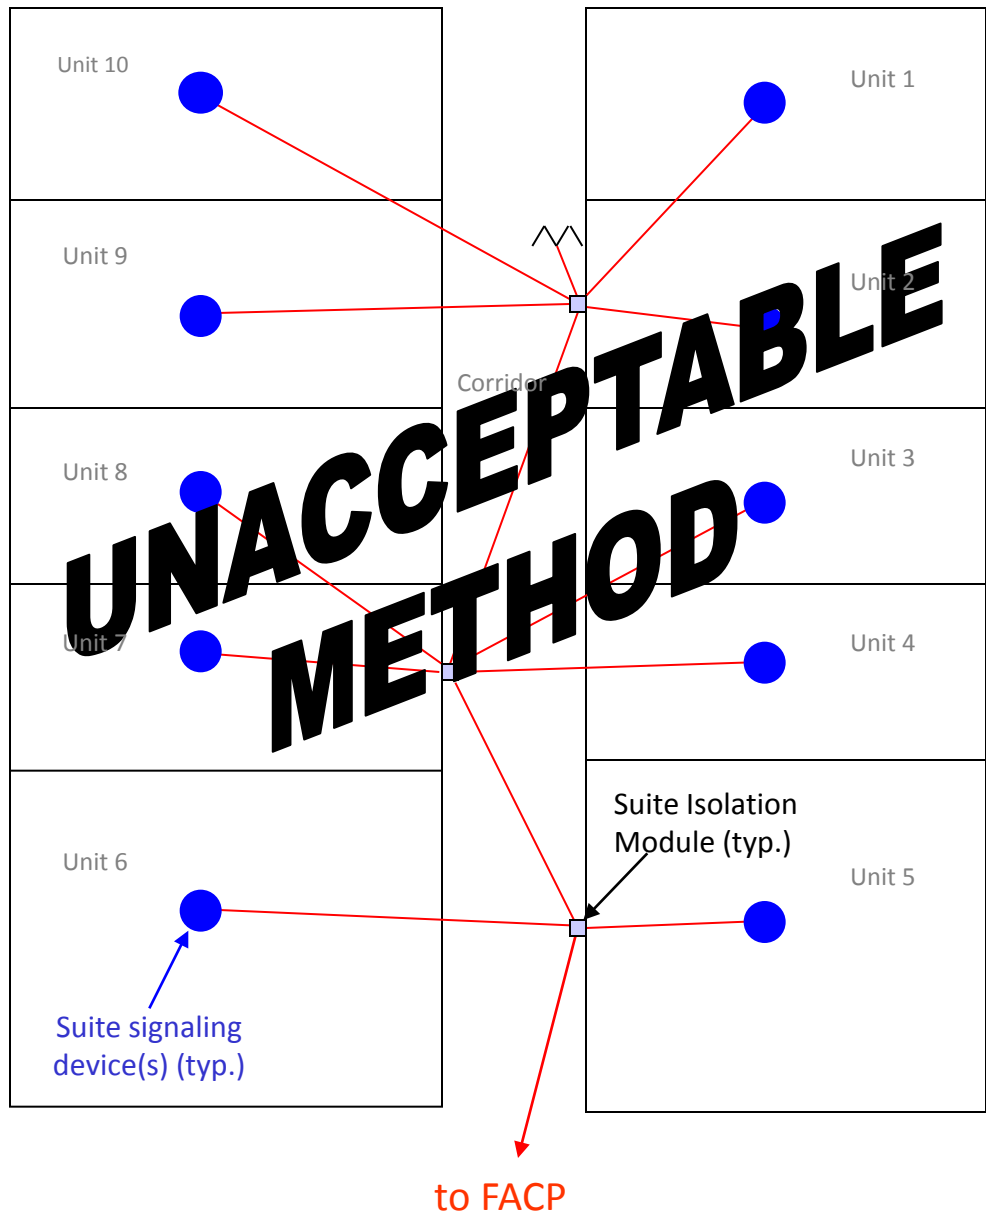 Unit 10
Unit 1
Unit 9
Unit 2
Corridor
Unit 8
Unit 3
UNACCEPTABLE
METHOD
Unit 7
Unit 4
Suite Isolation
Module (typ.)
Unit 6
Unit 5
Suite signaling
device(s) (typ.)
to FACP